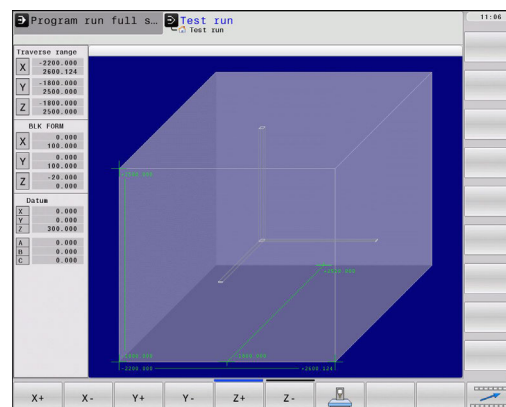 Program run full s…
Test run
Test run
11:06
Traverse range
X -2200.000
2600.124
Y -1800.000
2500.000
Z -1800.000
2500.000
BLK FORM
X 0.000
100.000
Y 0.000
100.000
Z -20.000
0.000
Datum
X 0.000
Y 0.000
Z 300.000
A 0.000
B 0.000
C 0.000
-2200.000
+2600.124
X+ X- Y+ Y- Z+ Z-